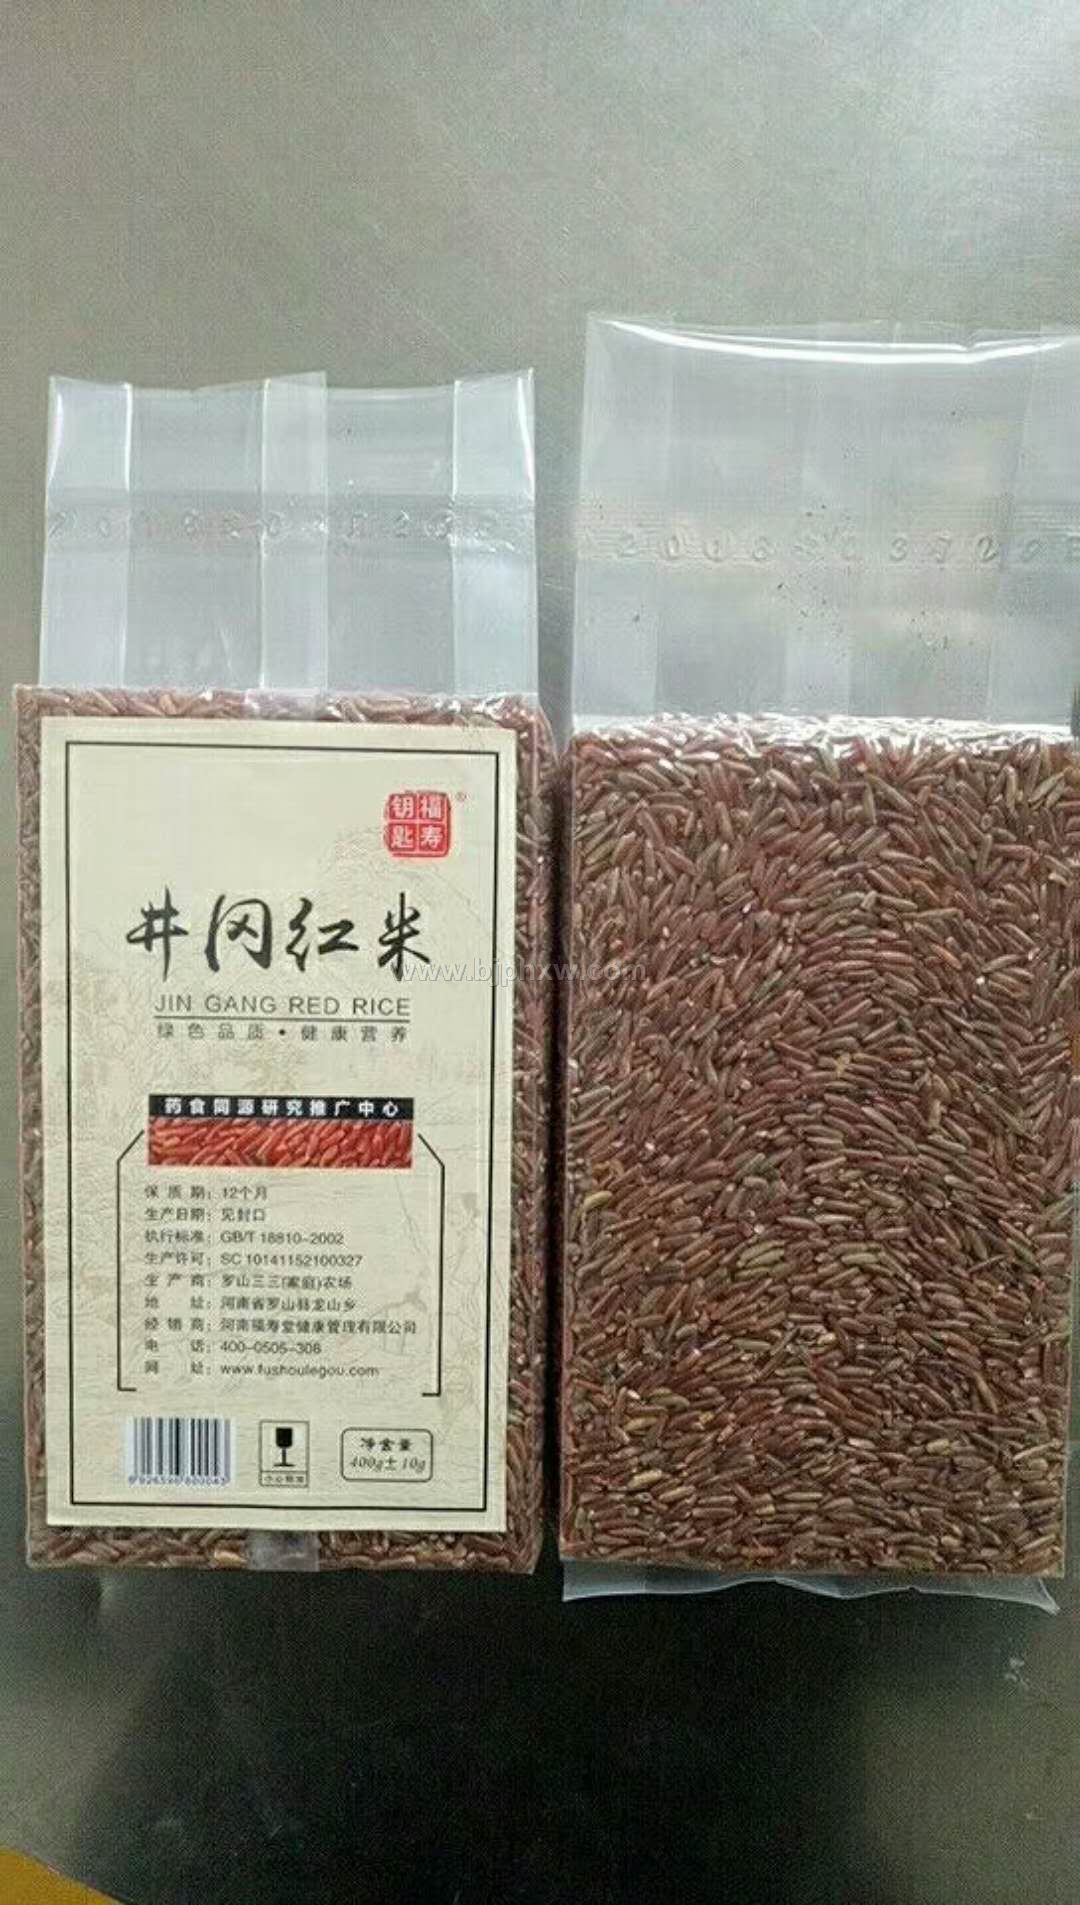 福寿
钥匙
®
井冈红米
www.bjphxw.com
JIN GANG RED RICE
绿色品质·健康营养
药食同源研究推广中心
保质期：12个月
生产日期：见封口
执行标准：GB/T 18810-2002
生产许可：SC 10141152100327
生产商：罗山三三(家庭)农场
地址：河南省罗山县龙山乡
经销商：河南福寿堂健康管理有限公司
电话：400-0505-308
网址：www.fushoulegou.com
净含量
400g±10g